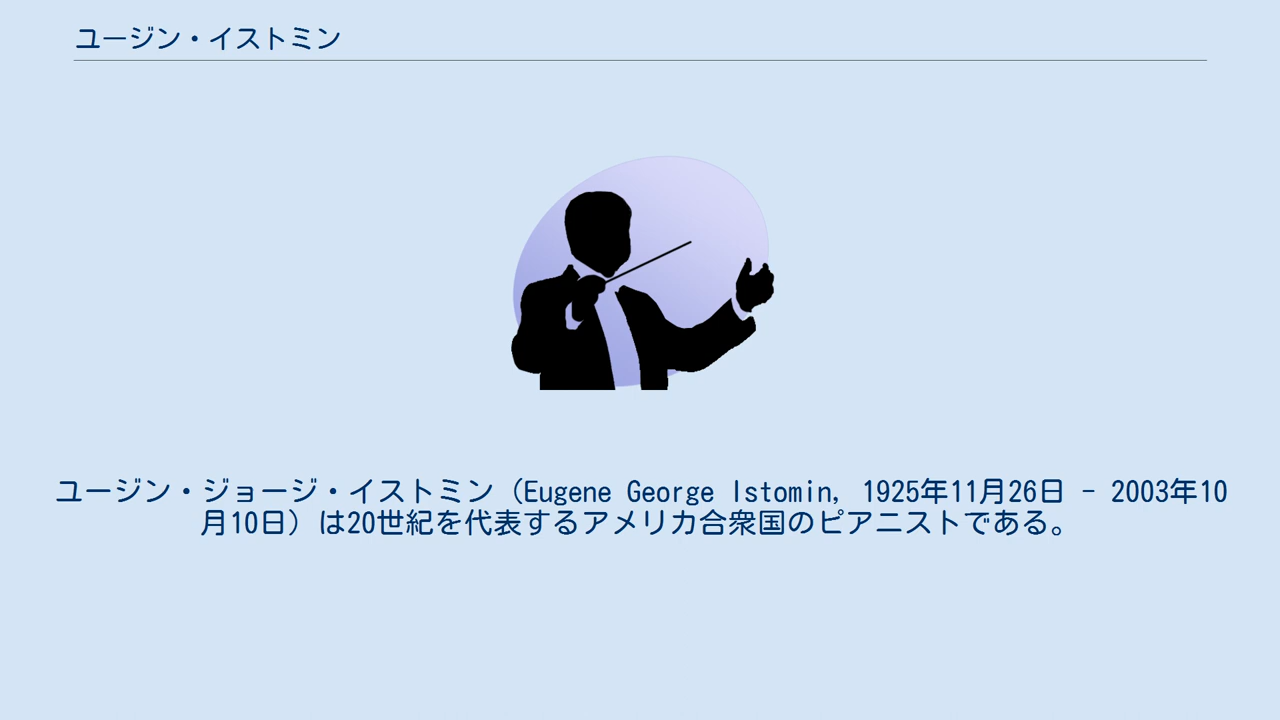 ユージン・イストミン
ユージン・ジョージ・イストミン（Eugene George Istomin, 1925年11月26日 - 2003年10
月10日）は20世紀を代表するアメリカ合衆国のピアニストである。